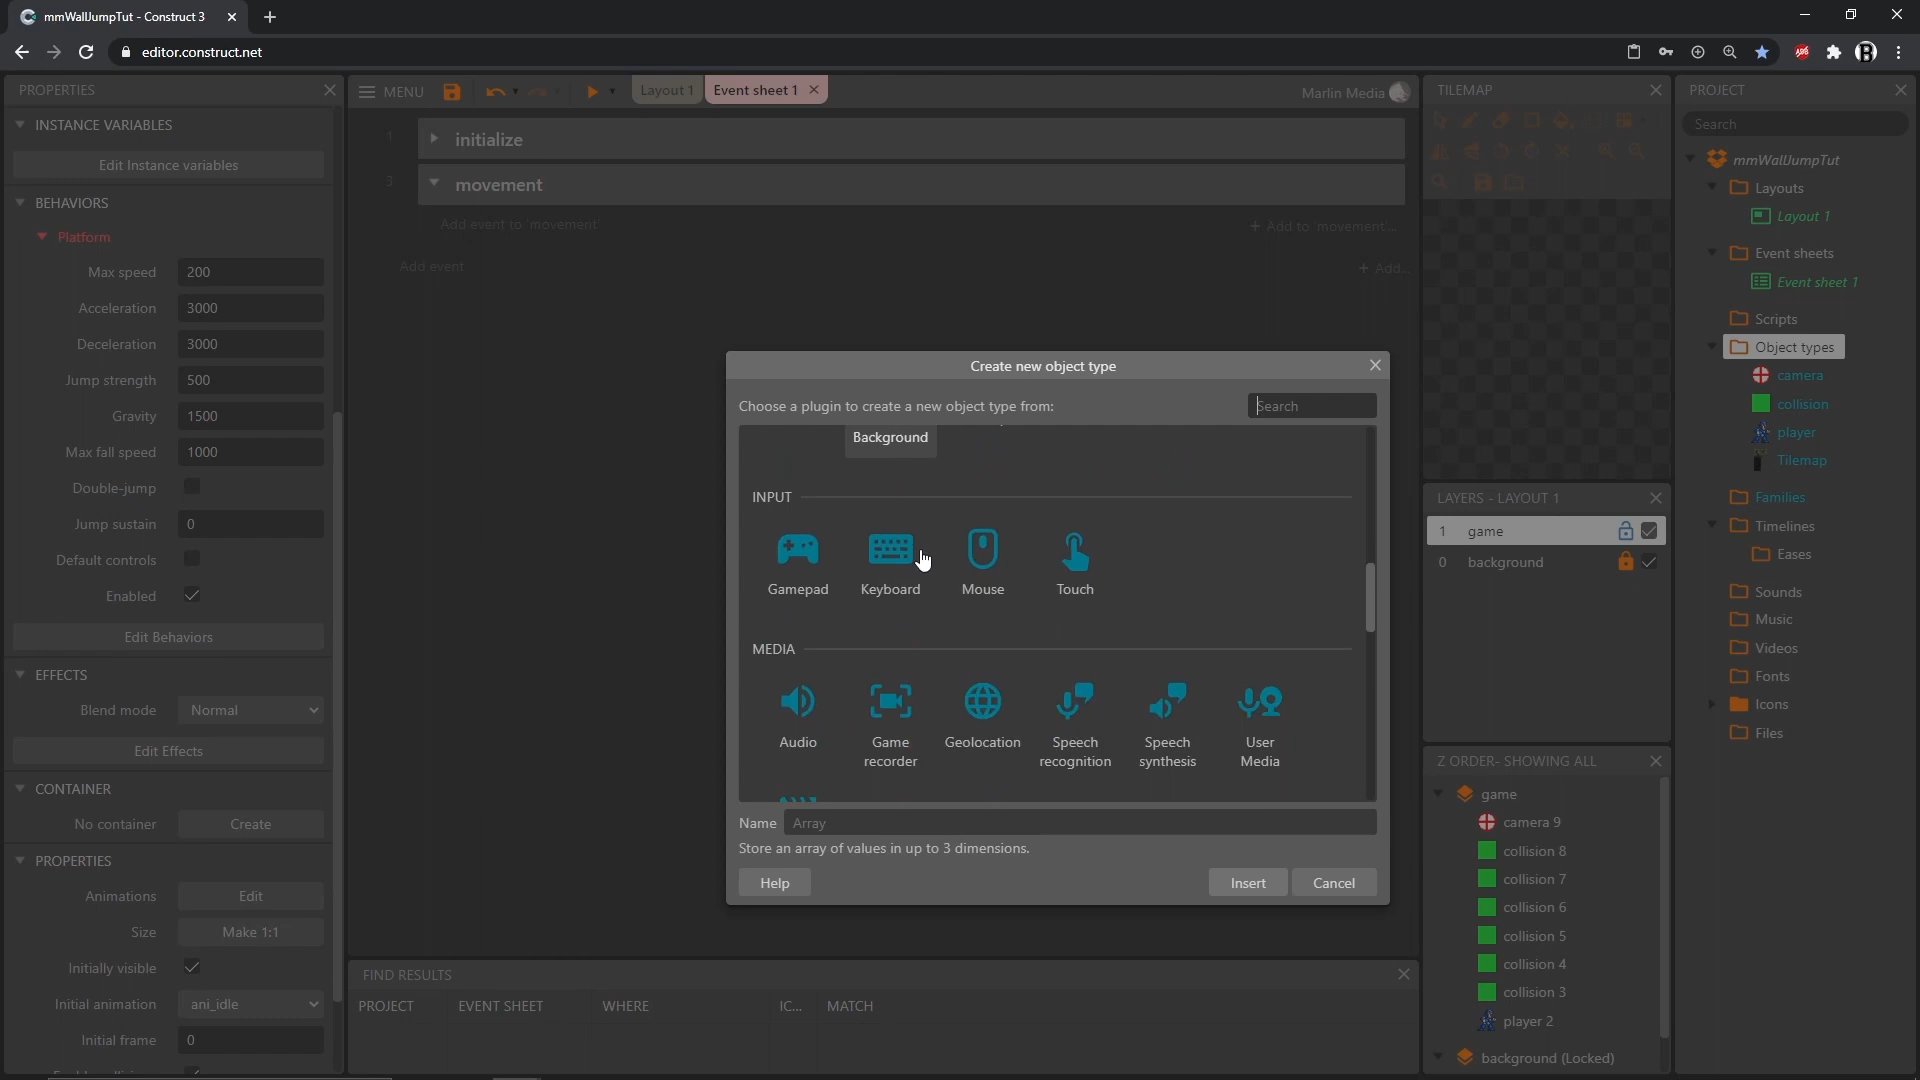 mmWallJumpTut - Construct 3
editor.construct.net
PROPERTIES
INSTANCE VARIABLES
Edit Instance variables
BEHAVIORS
Platform
Max speed 200
Acceleration 3000
Deceleration 3000
Jump strength 500
Gravity 1500
Max fall speed 1000
Double-jump
Jump sustain 0
Default controls
Enabled
Edit Behaviors
EFFECTS
Blend mode Normal
Edit Effects
CONTAINER
No container Create
PROPERTIES
Animations Edit
Size Make 1:1
Initially visible
Initial animation ani_idle
Initial frame 0
MENU
Layout 1
Event sheet 1
Marlin Media
1 initialize
3 movement
Add event to 'movement'
+ Add to 'movement'...
Add event
+ Add...
Create new object type
Choose a plugin to create a new object type from:
Search
Background
INPUT
Gamepad Keyboard Mouse Touch
MEDIA
Audio Game recorder Geolocation Speech recognition Speech synthesis User Media
Name Array
Store an array of values in up to 3 dimensions.
Help Insert Cancel
FIND RESULTS
PROJECT EVENT SHEET WHERE IC... MATCH
TILEMAP
LAYERS - LAYOUT 1
1 game
0 background
Z ORDER- SHOWING ALL
game
camera 9
collision 8
collision 7
collision 6
collision 5
collision 4
collision 3
player 2
background (Locked)
PROJECT
Search
mmWallJumpTut
Layouts
Layout 1
Event sheets
Event sheet 1
Scripts
Object types
camera
collision
player
Tilemap
Families
Timelines
Eases
Sounds
Music
Videos
Fonts
Icons
Files